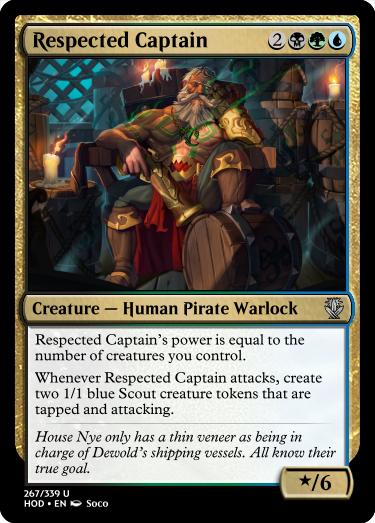 Respected Captain 2
Creature — Human Pirate Warlock
Respected Captain's power is equal to the
number of creatures you control.
Whenever Respected Captain attacks, create
two 1/1 blue Scout creature tokens that are
tapped and attacking.
House Nye only has a thin veneer as being in
charge of Devold's shipping vessels. All know their
true goal.
★/6
267/339 U
HOD • EN Soco